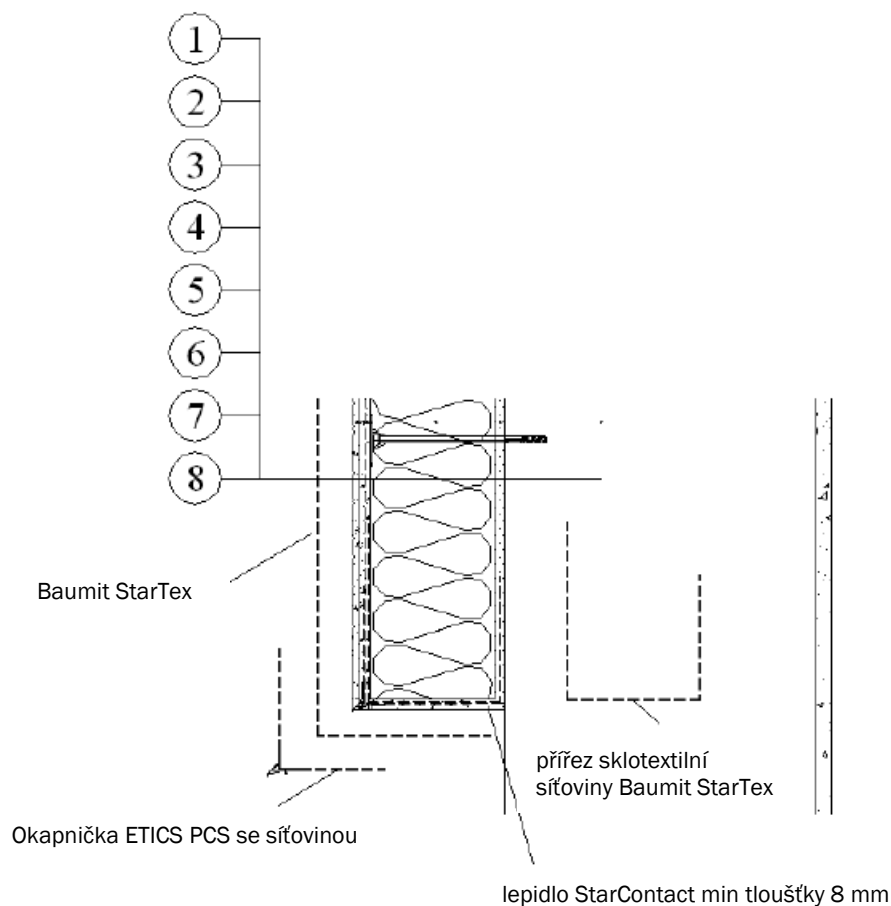 1
2
3
4
5
6
7
8
Baumit StarTex
přířez sklotextilní
síťoviny Baumit StarTex
Okapnička ETICS PCS se síťovinou
lepidlo StarContact min tloušťky 8 mm